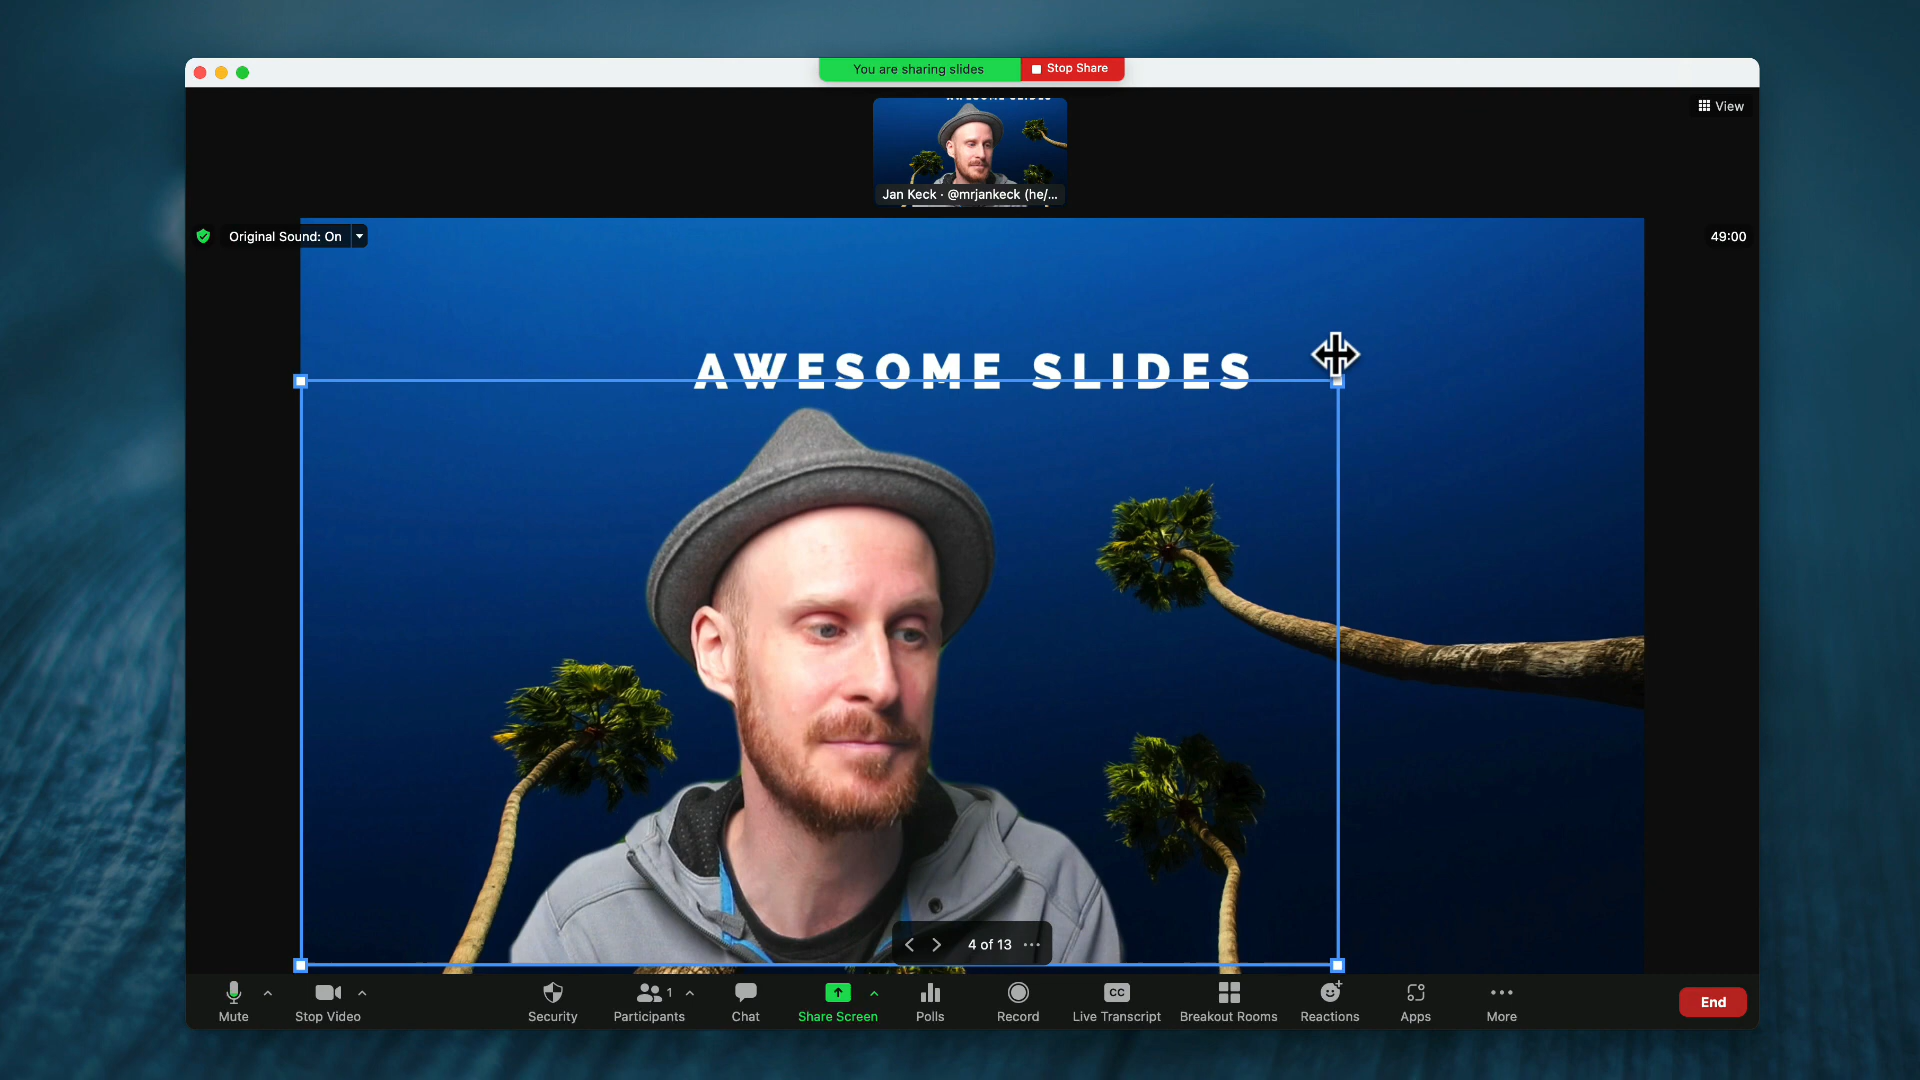 You are sharing slides
Stop Share
AWESOME SLIDES
View
Jan Keck · @mrjankeck (he/...
Original Sound: On
49:00
AWESOME SLIDES
4 of 13
Mute
Stop Video
Security
1
Participants
Chat
Share Screen
Polls
Record
CC
Live Transcript
Breakout Rooms
Reactions
Apps
More
End